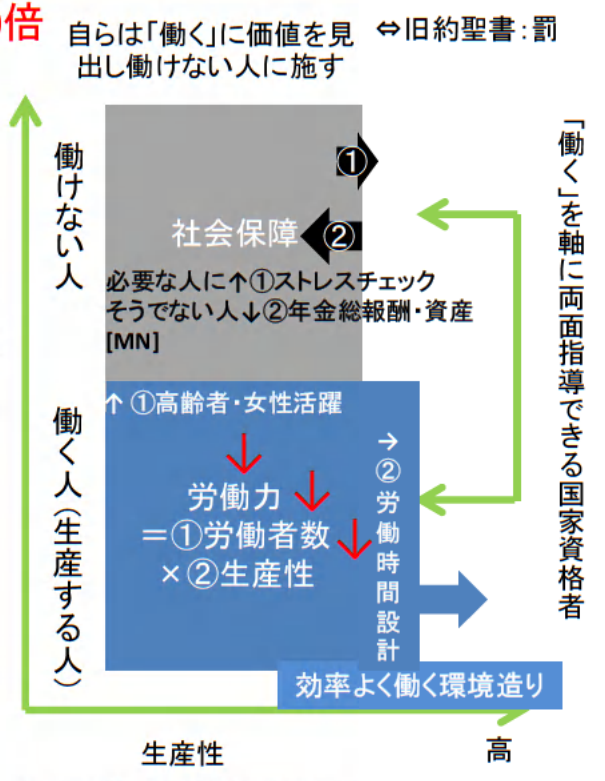 倍
自らは「働く」に価値を見
出し働けない人に施す
⇔旧約聖書:罰
働けない人
①
社会保障
②
必要な人に↑①ストレスチェック
そうでない人↓②年金総報酬・資産
[MN]
「働く」を軸に両面指導できる国家資格者
働く人(生産する人)
↑①高齢者・女性活躍
労働力
=①労働者数
×②生産性
→②労働時間設計
効率よく働く環境造り
生産性
高